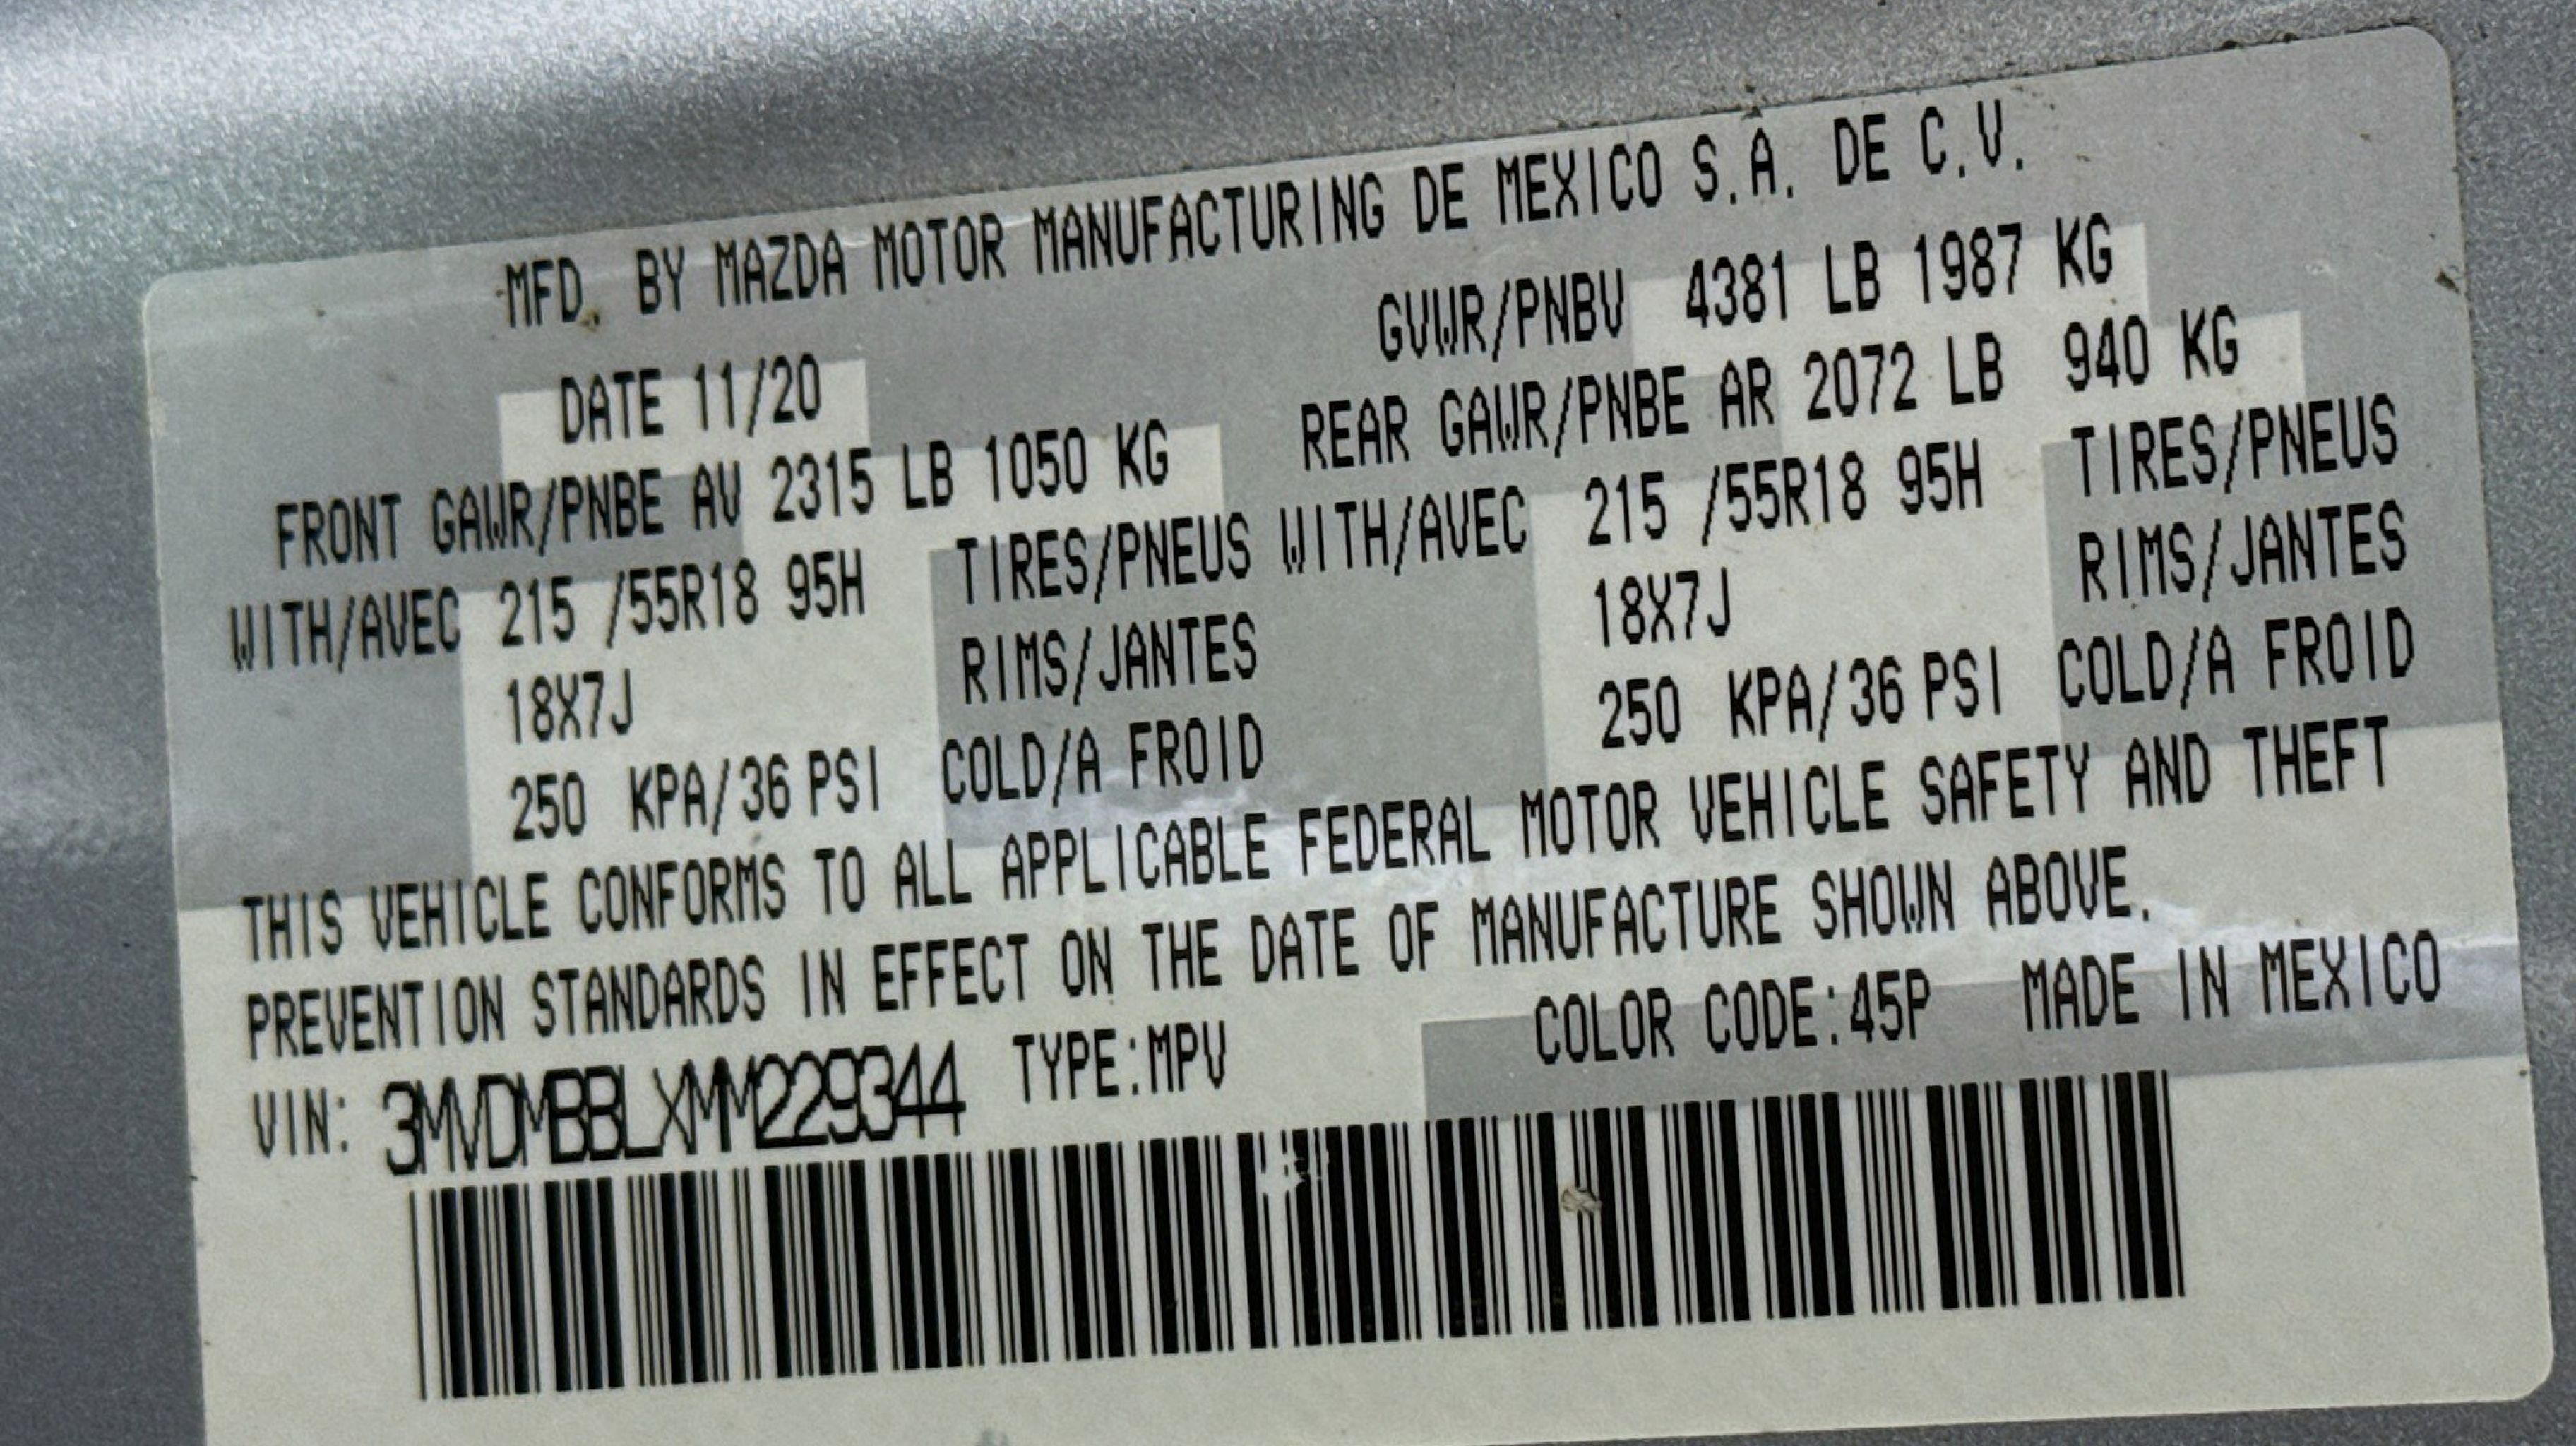 MFD. BY MAZDA MOTOR MANUFACTURING DE MEXICO S.A. DE C.V.
DATE 11/20 GVWR/PNBV 4381 LB 1987 KG
FRONT GAWR/PNBE AV 2315 LB 1050 KG REAR GAWR/PNBE AR 2072 LB 940 KG
WITH/AVEC 215 /55R18 95H TIRES/PNEUS WITH/AVEC 215 /55R18 95H TIRES/PNEUS
18X7J RIMS/JANTES 18X7J RIMS/JANTES
250 KPA/36 PSI COLD/A FROID 250 KPA/36 PSI COLD/A FROID
THIS VEHICLE CONFORMS TO ALL APPLICABLE FEDERAL MOTOR VEHICLE SAFETY AND THEFT
PREVENTION STANDARDS IN EFFECT ON THE DATE OF MANUFACTURE SHOWN ABOVE.
VIN: 3MVDMBBLXMM229344 TYPE:MPV COLOR CODE:45P MADE IN MEXICO